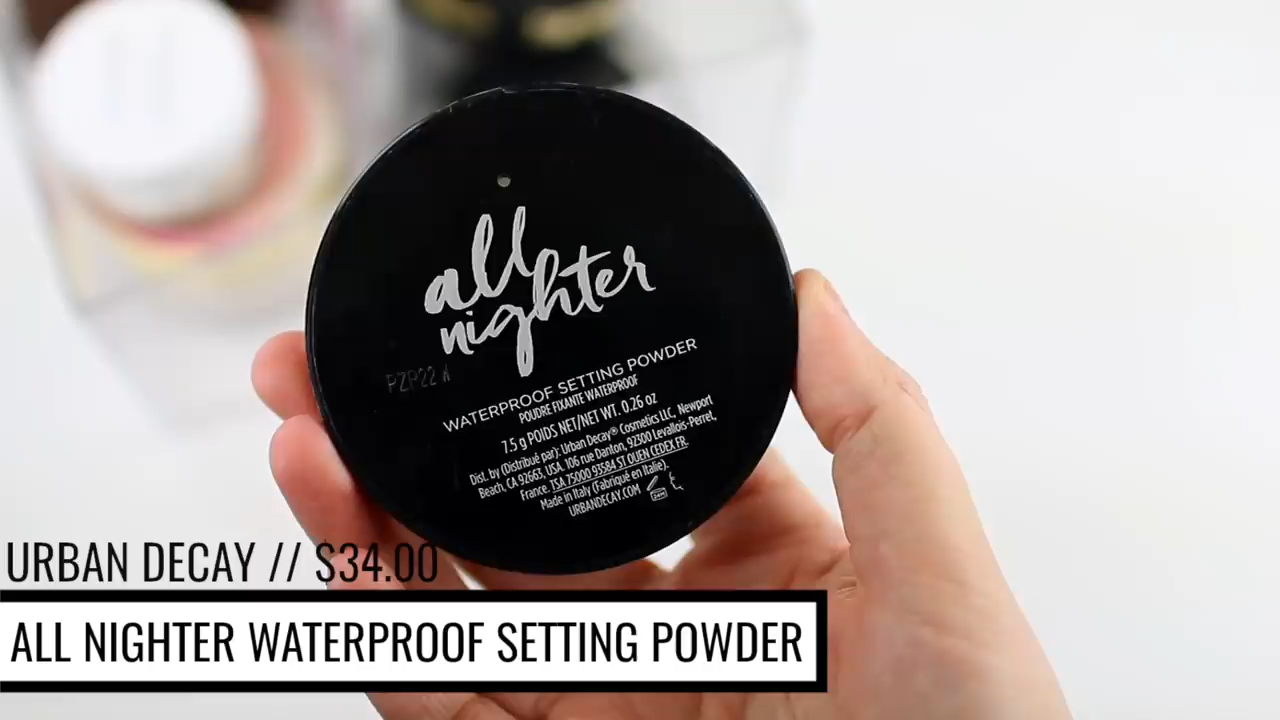 all
nighter
PZP22 A
WATERPROOF SETTING POWDER
POUDRE FIXANTE WATERPROOF
7.5 g POIDS NET/NET WT. 0.26 oz
Dist. by (Distribué par): Urban Decay® Cosmetics LLC, Newport
Beach, CA 92663, USA. 106 rue Danton, 92300 Levallois-Perret,
France. TSA 75000 93584 ST OUEN CEDEX FR.
Made in Italy (Fabriqué en Italie).
URBANDECAY.COM
24M
URBAN DECAY // $34.00
ALL NIGHTER WATERPROOF SETTING POWDER